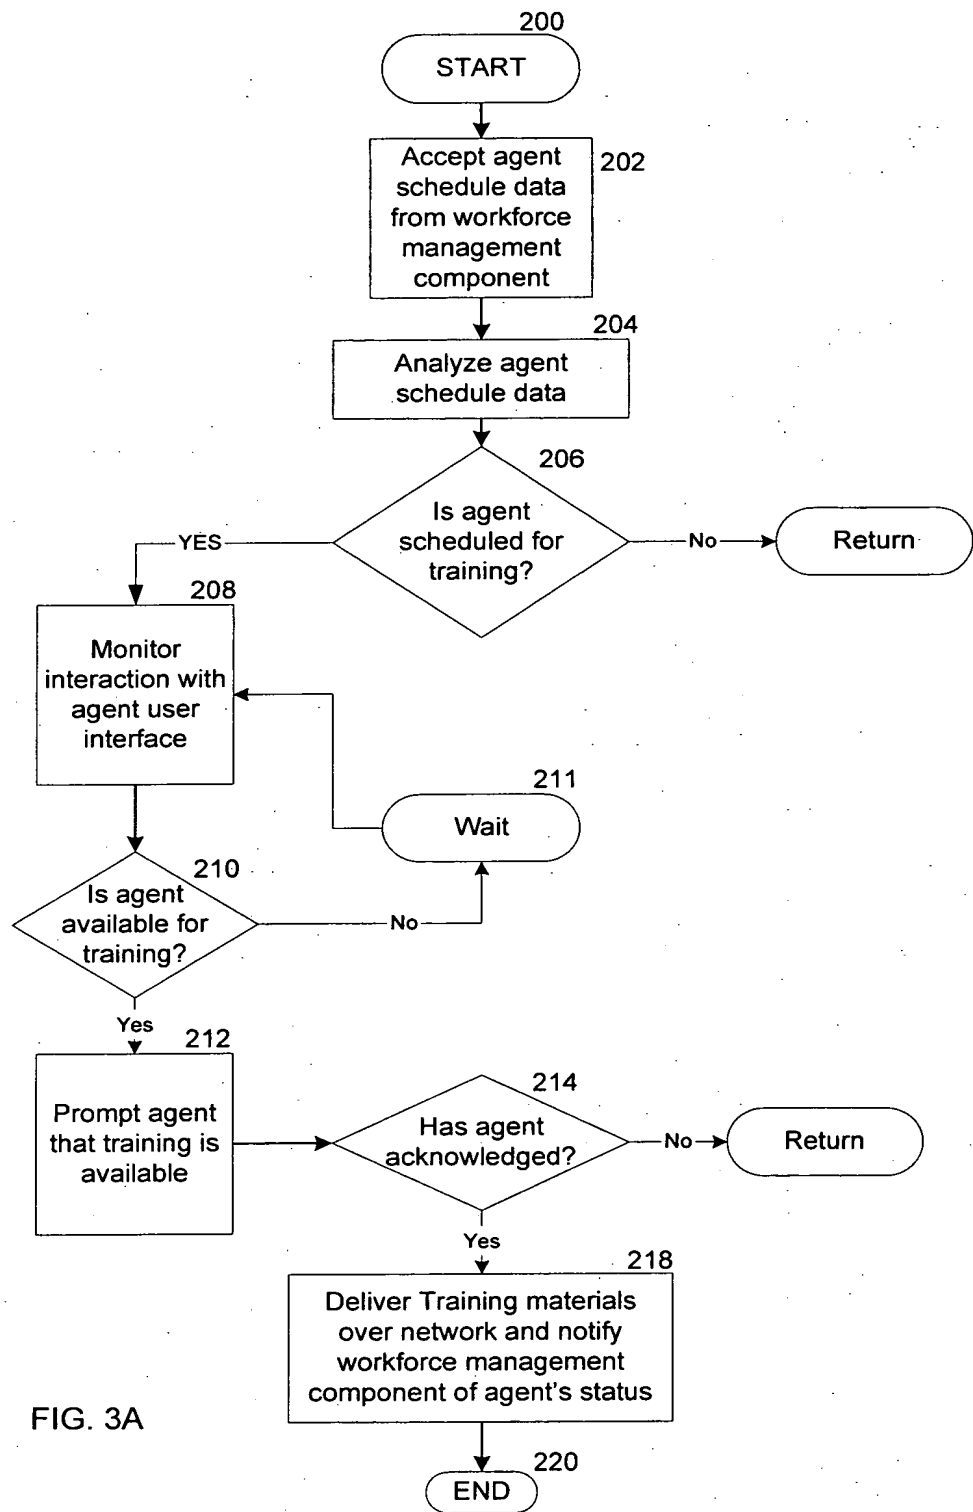 200
START
Accept agent
schedule data
from workforce
management
component
202
204
Analyze agent
schedule data
206
Is agent
scheduled for
training?
YES
No
Return
208
Monitor
interaction with
agent user
interface
211
Wait
210
Is agent
available for
training?
No
Yes
212
Prompt agent
that training is
available
214
Has agent
acknowledged?
No
Return
Yes
218
Deliver Training materials
over network and notify
workforce management
component of agent's status
FIG. 3A
220
END